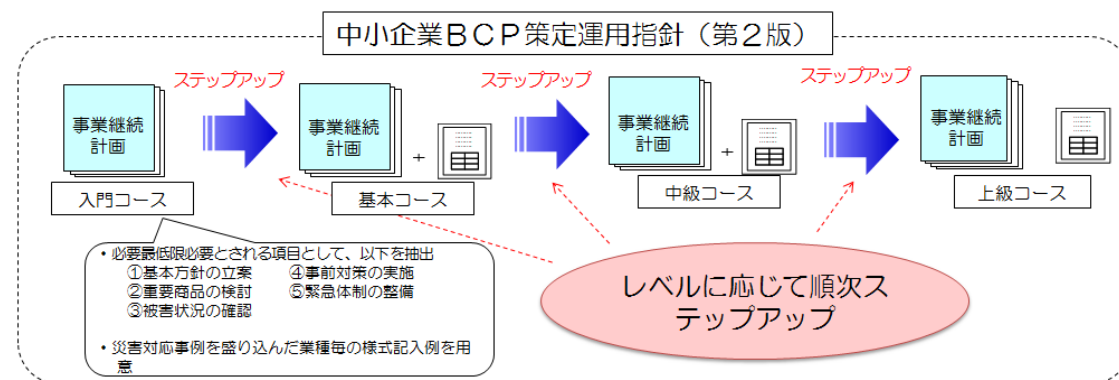 中小企業ＢＣＰ策定運用指針（第２版）
ステップアップ
ステップアップ
ステップアップ
事業継続
計画
事業継続
計画
+
事業継続
計画
+
事業継続
計画
入門コース
基本コース
中級コース
上級コース
・必要最低限必要とされる項目として、以下を抽出
①基本方針の立案 ④事前対策の実施
②重要商品の検討 ⑤緊急体制の整備
③被害状況の確認
・災害対応事例を盛り込んだ業種毎の様式記入例を用
意
レベルに応じて順次ス
テップアップ